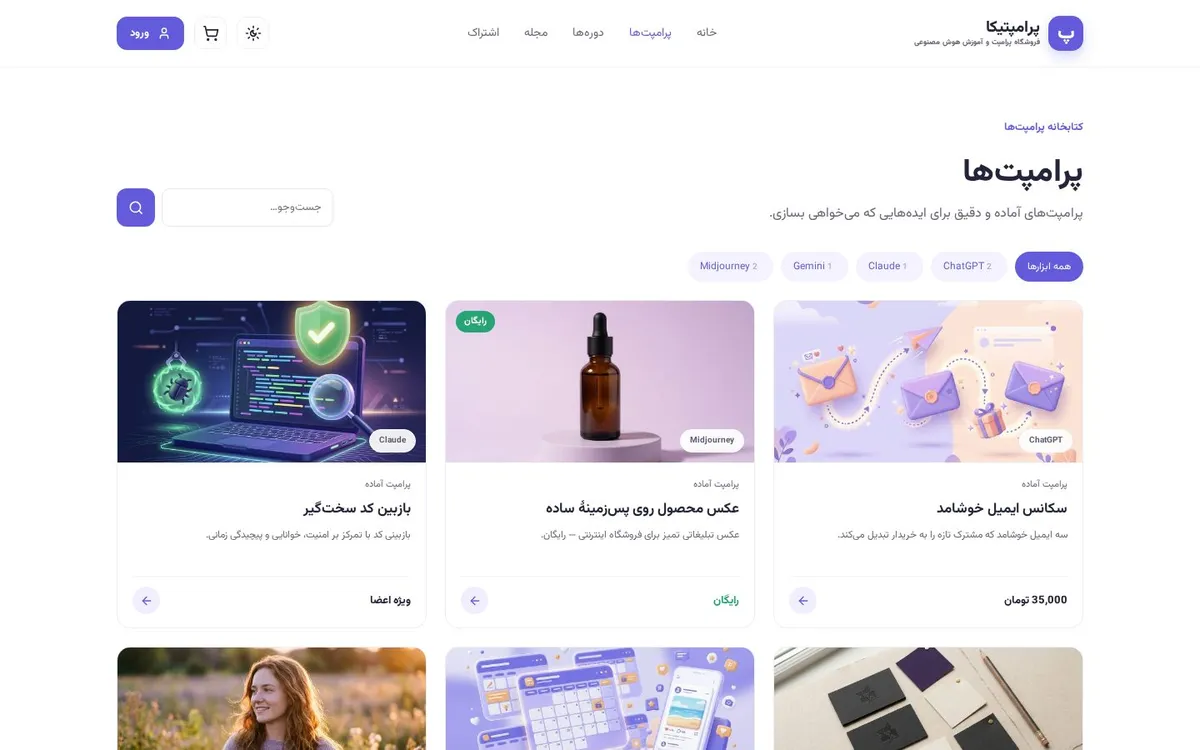 پرامپتیکا
فروشگاه پرامپت و آموزش هوش مصنوعی
خانه
پرامپت‌ها
دوره‌ها
مجله
اشتراک
ورود
کتابخانه پرامپت‌ها
پرامپت‌ها
پرامپت‌های آماده و دقیق برای ایده‌هایی که می‌خواهی بسازی.
جست‌وجو...
همه ابزارها
ChatGPT 2
Claude 1
Gemini 1
Midjourney 2
ChatGPT
پرامپت آماده
سکانس ایمیل خوشامد
سه ایمیل خوشامد که مشترک تازه را به خریدار تبدیل می‌کند.
35,000 تومان
رایگان
Midjourney
پرامپت آماده
عکس محصول روی پس‌زمینهٔ ساده
عکس تبلیغاتی تمیز برای فروشگاه اینترنتی — رایگان.
رایگان
Claude
پرامپت آماده
بازبین کد سخت‌گیر
بازبینی کد با تمرکز بر امنیت، خوانایی و پیچیدگی زمانی.
ویژه اعضا